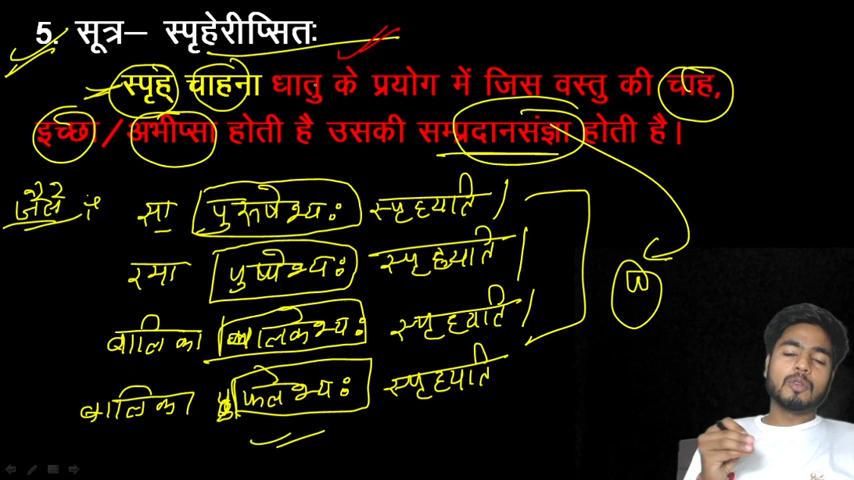 5. सूत्र– स्पृहेरीप्सितः
स्पृह चाहना धातु के प्रयोग में जिस वस्तु की चाह,
इच्छा/अभीप्सा होती है उसकी सम्प्रदानसंज्ञा होती है।
जैसे :- सा पुरुषेभ्यः स्पृहयति।
रमा पुष्पेभ्यः स्पृहयति।
बालिका बालकेभ्यः स्पृहयति।
बालिका फलेभ्यः स्पृहयति